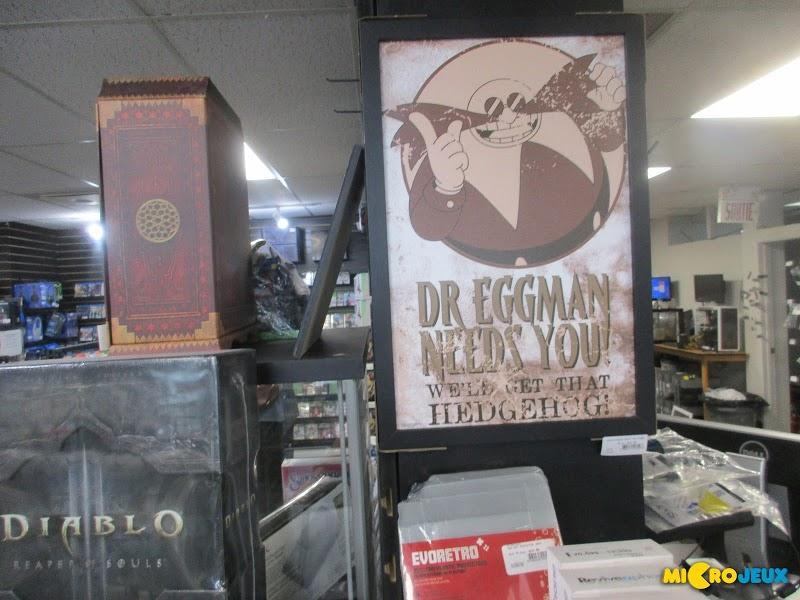 SORTIE
DR EGGMAN
NEEDS YOU!
WE'LL GET THAT
HEDGEHOG!
DIABLO
REAPER OF SOULS
EVORETRO
MICROJEUX